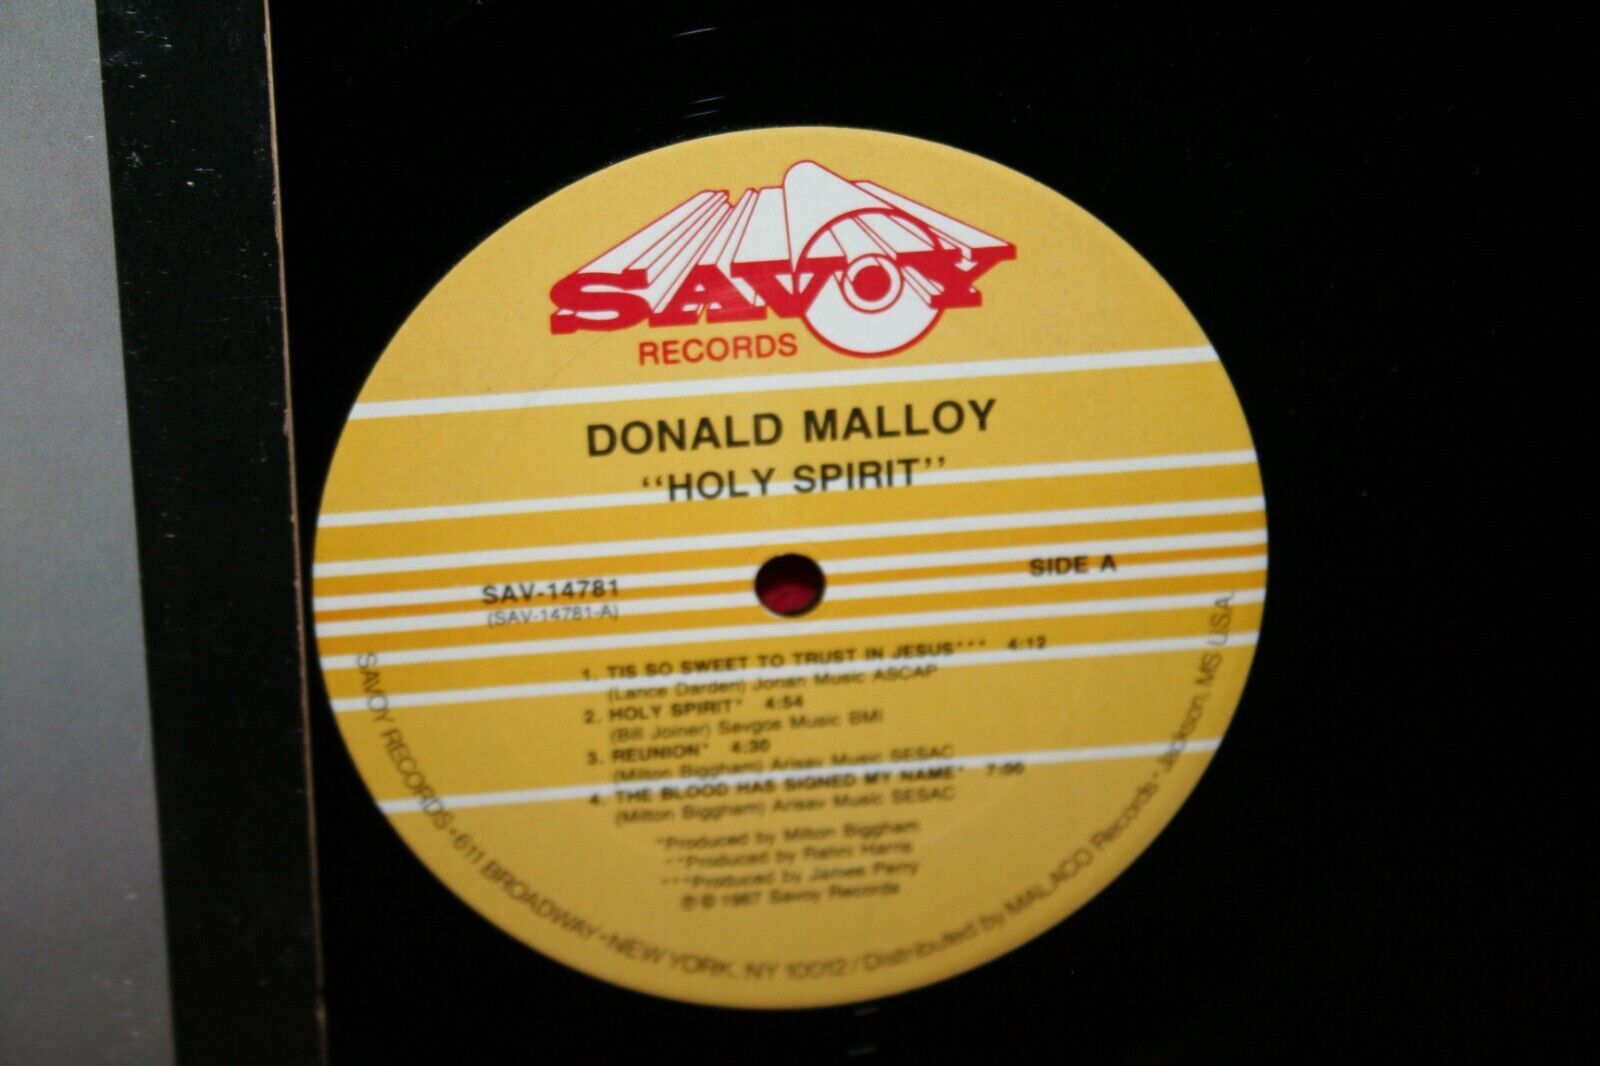 SAVOY
RECORDS
DONALD MALLOY
"HOLY SPIRIT"
SAV-14781
(SAV-14781-A)
SIDE A
1. TIS SO SWEET TO TRUST IN JESUS*** 4:12
(Lance Darden) Jonan Music ASCAP
2. HOLY SPIRIT* 4:54
(Bill Joiner) Savgos Music BMI
3. REUNION* 4:30
(Milton Biggham) Arisav Music SESAC
4. THE BLOOD HAS SIGNED MY NAME* 7:06
(Milton Biggham) Arisav Music SESAC
*Produced by Milton Biggham
**Produced by Rahni Harris
***Produced by James Perry
℗ © 1987 Savoy Records
SAVOY RECORDS • 611 BROADWAY • NEW YORK, NY 10012 / Distributed by MALACO Records • Jackson, MS USA